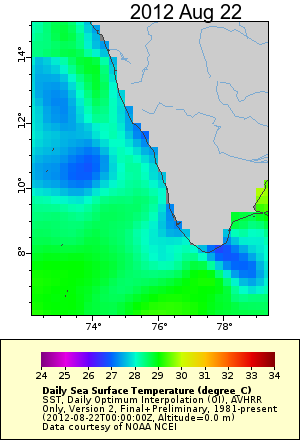 2012 Aug 22
14°
12°
10°
8°
74° 76° 78°
24 25 26 27 28 29 30 31 32 33 34
Daily Sea Surface Temperature (degree_C)
SST, Daily Optimum Interpolation (OI), AVHRR
Only, Version 2, Final+Preliminary, 1981-present
(2012-08-22T00:00:00Z, Altitude=0.0 m)
Data courtesy of NOAA NCEI